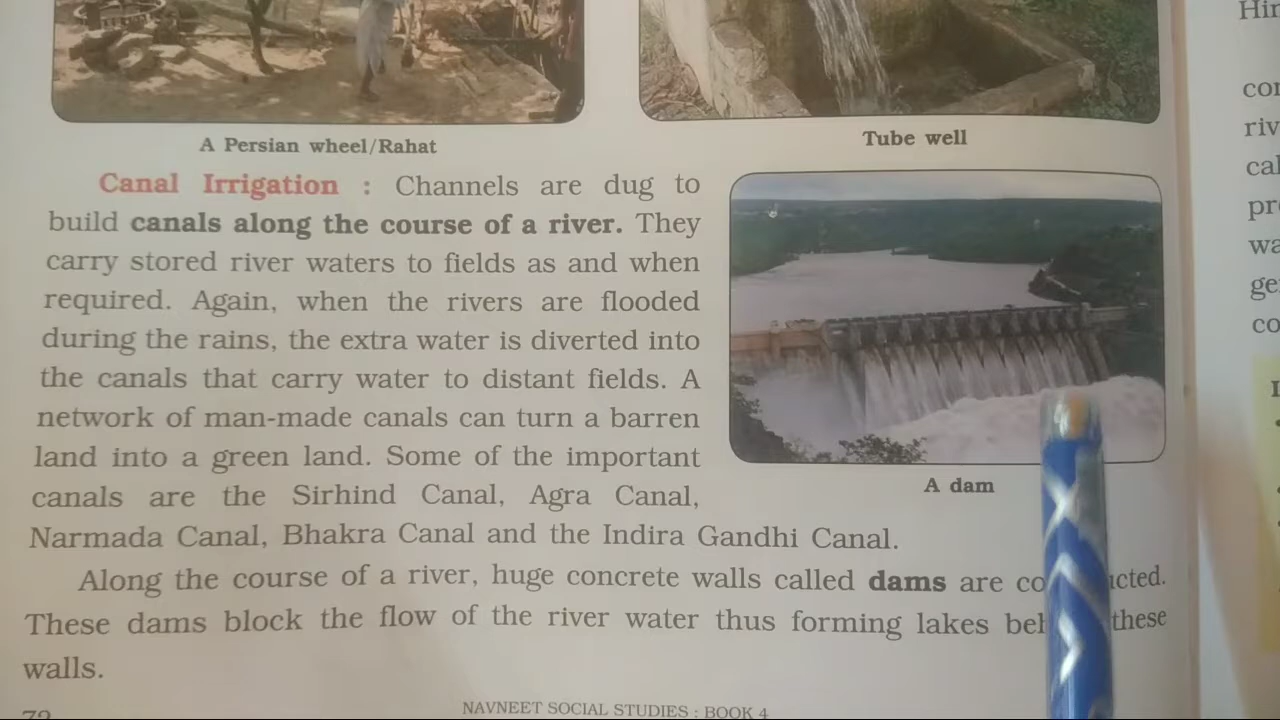 A Persian wheel/Rahat
Tube well
Canal Irrigation : Channels are dug to
build canals along the course of a river. They
carry stored river waters to fields as and when
required. Again, when the rivers are flooded
during the rains, the extra water is diverted into
the canals that carry water to distant fields. A
network of man-made canals can turn a barren
land into a green land. Some of the important
canals are the Sirhind Canal, Agra Canal,
Narmada Canal, Bhakra Canal and the Indira Gandhi Canal.
A dam
Along the course of a river, huge concrete walls called dams are
These dams block the flow of the river water thus forming lakes these
walls.
NAVNEET SOCIAL STUDIES : BOOK 4